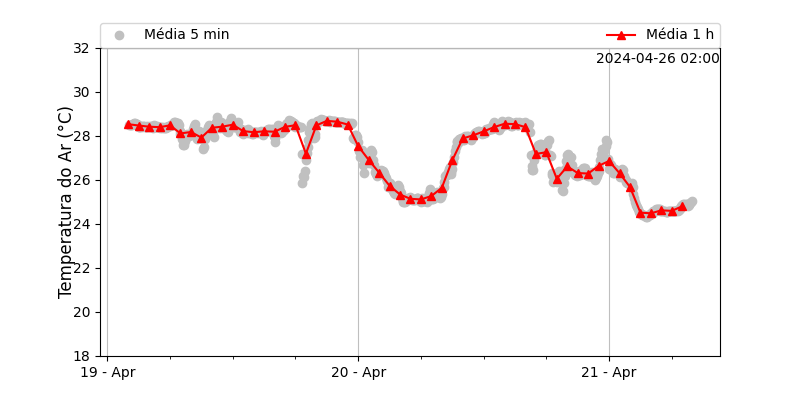 Média 5 min
Média 1 h
2024-04-26 02:00
Temperatura do Ar (°C)
32
30
28
26
24
22
20
18
19 - Apr
20 - Apr
21 - Apr